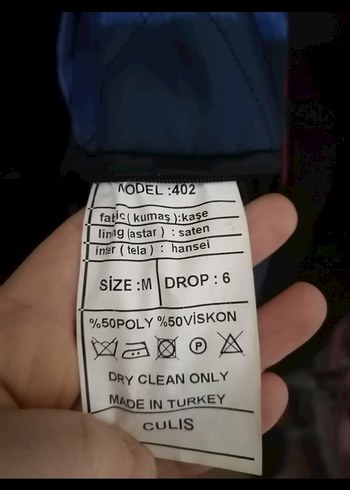 MODEL :402
fabric ( kumaş ):kaşe
lining (astar) : saten
inter ( tela ) : hansei
SİZE :M DROP : 6
%50POLY %50VİSKON
P
DRY CLEAN ONLY
MADE IN TURKEY
CULIS